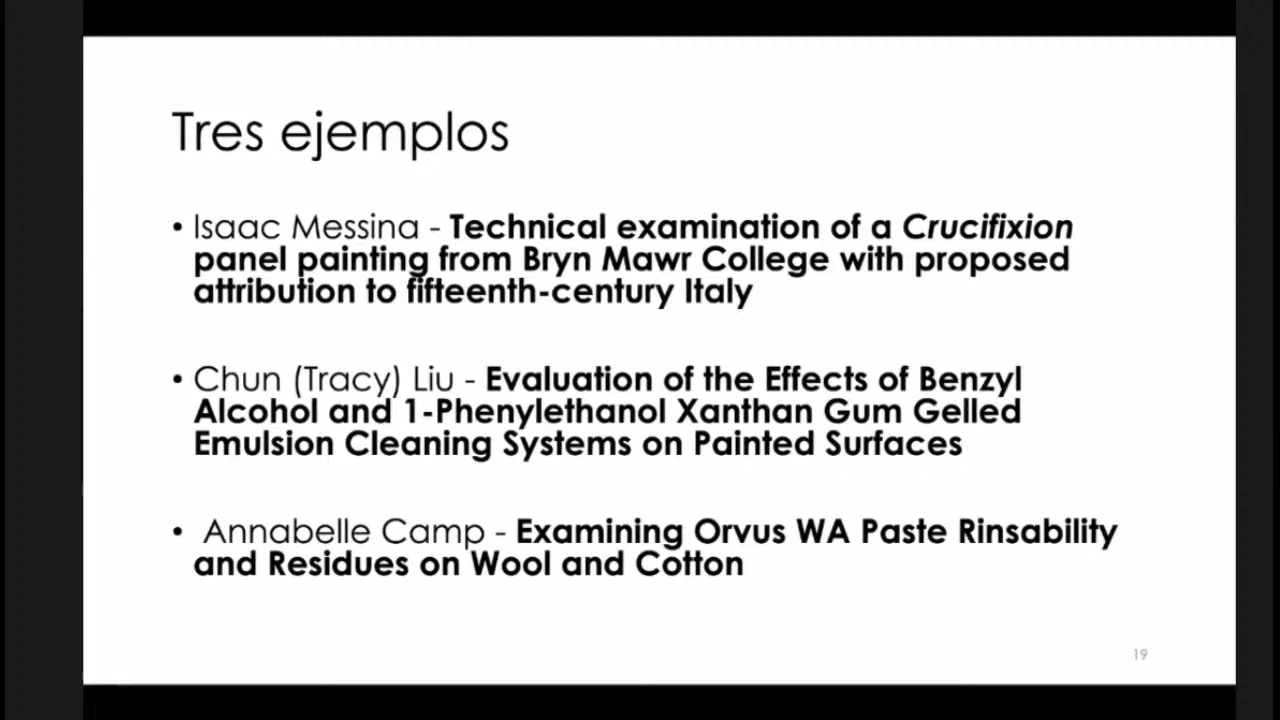 Tres ejemplos
• Isaac Messina - Technical examination of a Crucifixion
panel painting from Bryn Mawr College with proposed
attribution to fifteenth-century Italy
• Chun (Tracy) Liu - Evaluation of the Effects of Benzyl
Alcohol and 1-Phenylethanol Xanthan Gum Gelled
Emulsion Cleaning Systems on Painted Surfaces
• Annabelle Camp - Examining Orvus WA Paste Rinsability
and Residues on Wool and Cotton
19